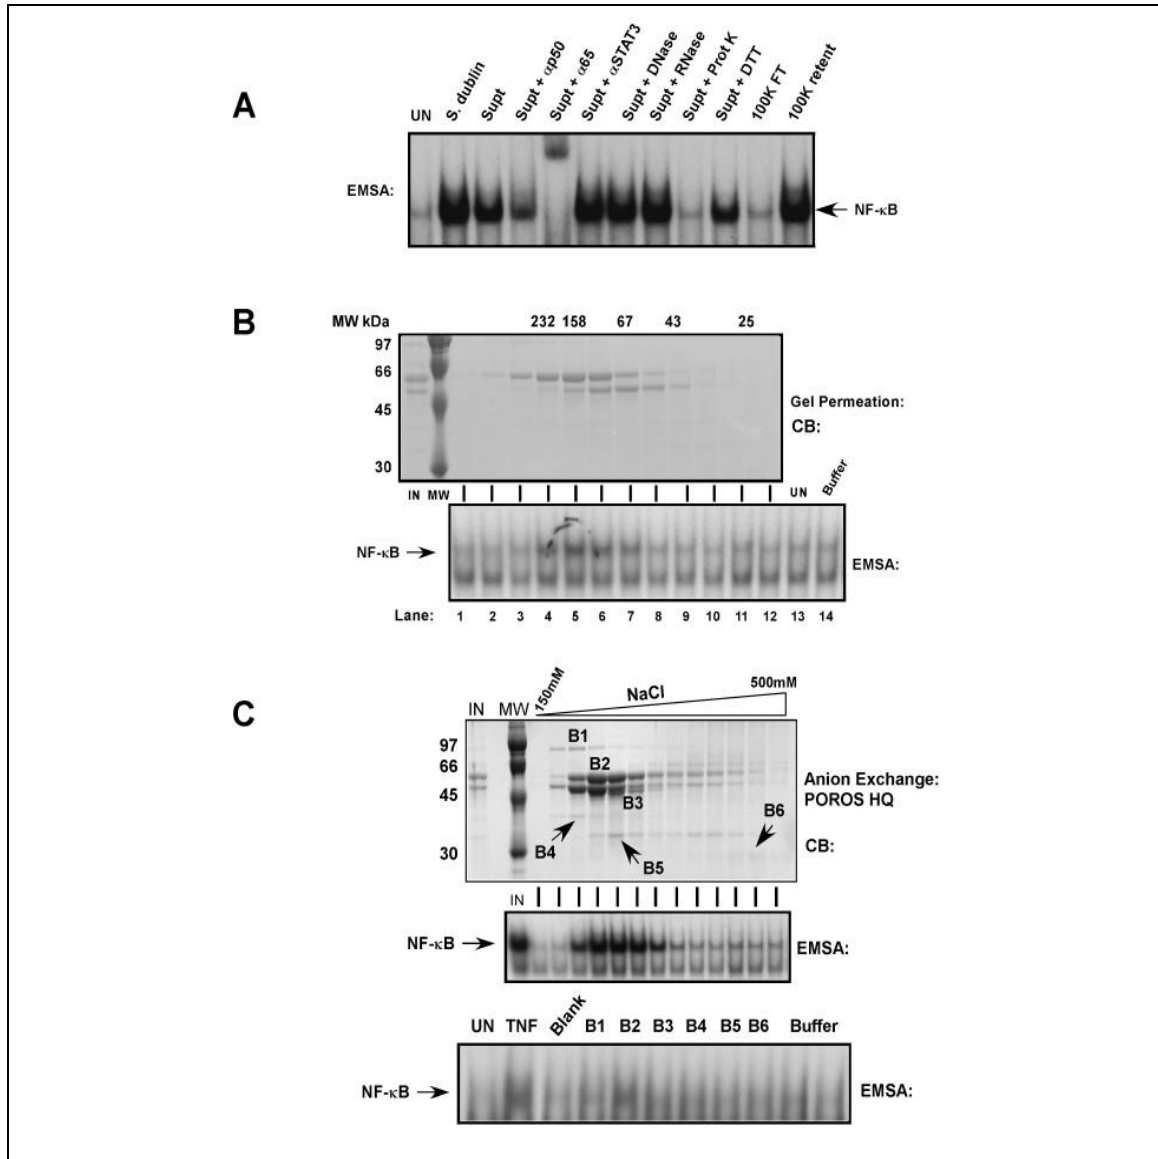 A
UN S. dublin Supt Supt + αp50 Supt + α65 Supt + αSTAT3 Supt + DNase Supt + RNase Supt + Prot K Supt + DTT 100K FT 100K retent
EMSA:
NF-κB
B
MW kDa 232 158 67 43 25
97
66
45
30
Gel Permeation:
CB:
IN MW UN Buffer
NF-κB
EMSA:
Lane: 1 2 3 4 5 6 7 8 9 10 11 12 13 14
C
IN MW 150mM NaCl 500mM
97
66
45
30
B1
B2
B3
B4
B5
B6
Anion Exchange:
POROS HQ
CB:
IN
NF-κB
EMSA:
UN TNF Blank B1 B2 B3 B4 B5 B6 Buffer
NF-κB
EMSA: